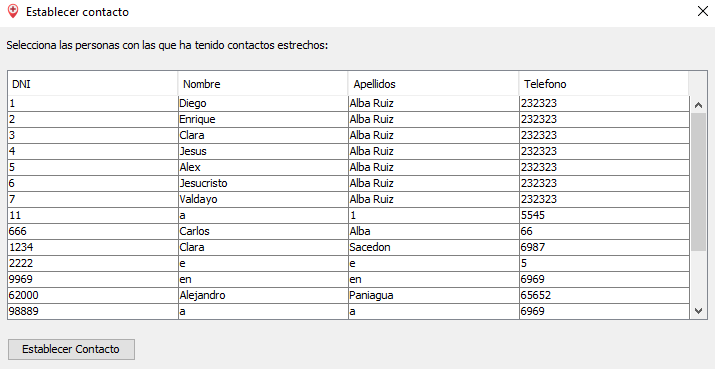 Establecer contacto
Selecciona las personas con las que ha tenido contactos estrechos:
DNI Nombre Apellidos Telefono
1 Diego Alba Ruiz 232323
2 Enrique Alba Ruiz 232323
3 Clara Alba Ruiz 232323
4 Jesus Alba Ruiz 232323
5 Alex Alba Ruiz 232323
6 Jesucristo Alba Ruiz 232323
7 Valdayo Alba Ruiz 232323
11 a 1 5545
666 Carlos Alba 66
1234 Clara Sacedon 6987
2222 e e 5
9969 en en 6969
62000 Alejandro Paniagua 65652
98889 a a 6969
Establecer Contacto